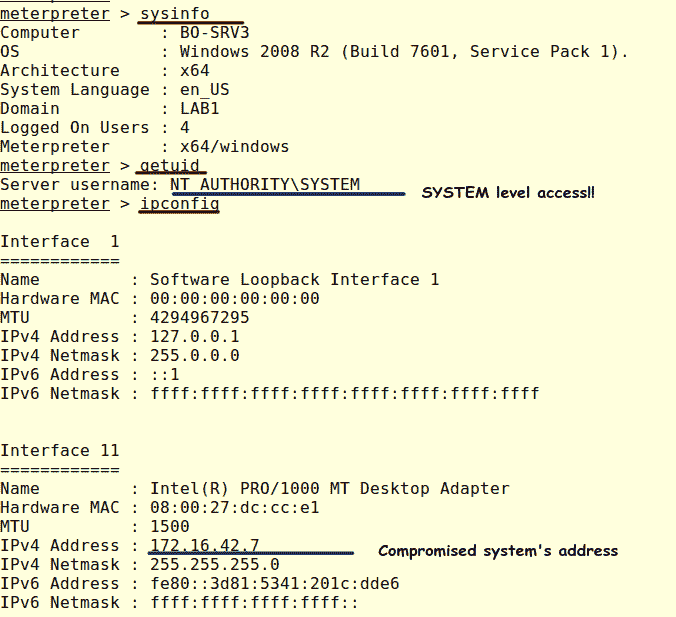 meterpreter > sysinfo
Computer : BO-SRV3
OS : Windows 2008 R2 (Build 7601, Service Pack 1).
Architecture : x64
System Language : en_US
Domain : LAB1
Logged On Users : 4
Meterpreter : x64/windows
meterpreter > getuid
Server username: NT AUTHORITY\SYSTEM SYSTEM level access!!
meterpreter > ipconfig
Interface 1
============
Name : Software Loopback Interface 1
Hardware MAC : 00:00:00:00:00:00
MTU : 4294967295
IPv4 Address : 127.0.0.1
IPv4 Netmask : 255.0.0.0
IPv6 Address : ::1
IPv6 Netmask : ffff:ffff:ffff:ffff:ffff:ffff:ffff:ffff
Interface 11
============
Name : Intel(R) PRO/1000 MT Desktop Adapter
Hardware MAC : 08:00:27:dc:cc:e1
MTU : 1500
IPv4 Address : 172.16.42.7 Compromised system's address
IPv4 Netmask : 255.255.255.0
IPv6 Address : fe80::3d81:5341:201c:dde6
IPv6 Netmask : ffff:ffff:ffff:ffff::